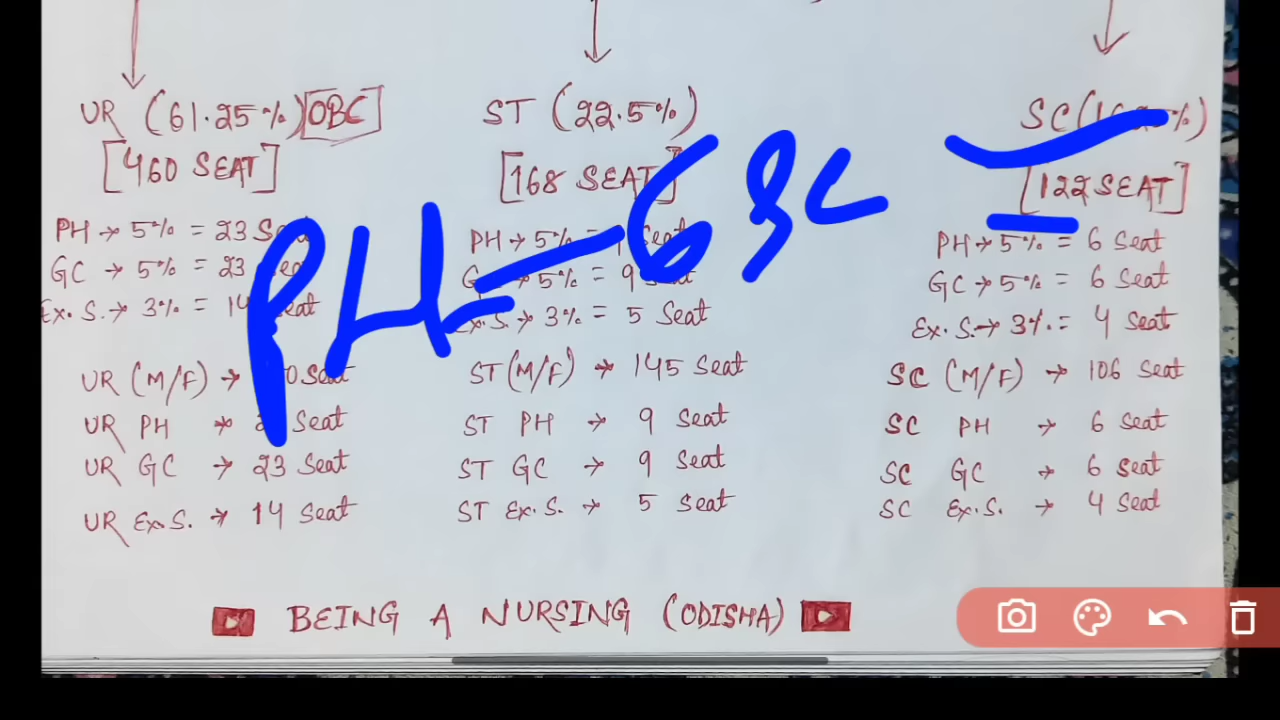 UR (61.25%) OBC
[460 SEAT]
PH → 5% = 23
GC → 5% = 23
Ex. S. → 3% = 14
UR (M/F) →
UR PH → Seat
UR GC → 23 Seat
UR Ex.S. → 14 Seat
ST (22.5%)
[168 SEAT]
PH → 5% =
5% = 9
Ex.S. → 3% = 5 Seat
ST (M/F) → 145 Seat
ST PH → 9 Seat
ST GC → 9 Seat
ST Ex.S. → 5 Seat
SC
[122 SEAT]
PH → 5% = 6 Seat
GC → 5% = 6 Seat
Ex. S. → 3% = 4 Seat
SC (M/F) → 106 Seat
SC PH → 6 Seat
SC GC → 6 Seat
SC Ex.S. → 4 Seat
PH = 6 SC
BEING A NURSING (ODISHA)